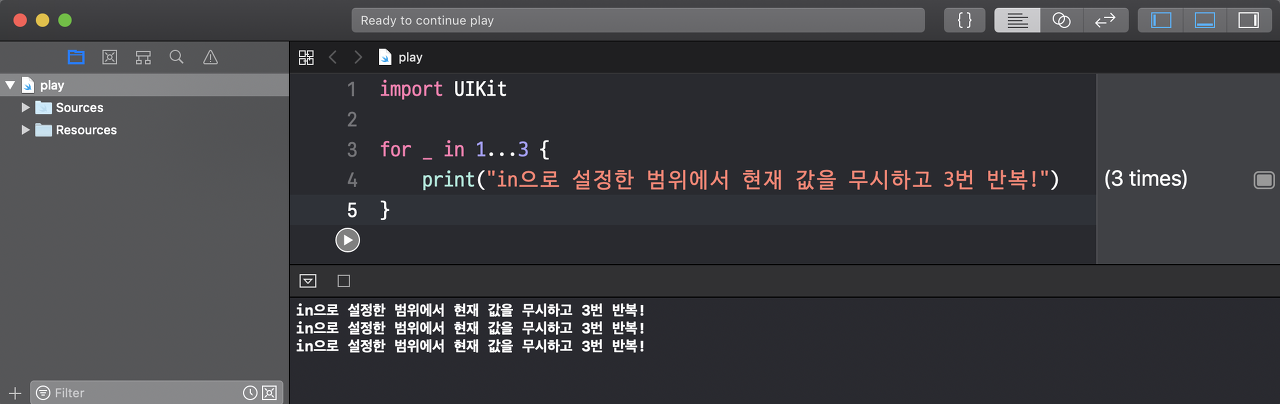 Ready to continue play
{}
play
play
Sources
Resources
1 import UIKit
2
3 for _ in 1...3 {
4 print("in으로 설정한 범위에서 현재 값을 무시하고 3번 반복!")
(3 times)
5 }
in으로 설정한 범위에서 현재 값을 무시하고 3번 반복!
in으로 설정한 범위에서 현재 값을 무시하고 3번 반복!
in으로 설정한 범위에서 현재 값을 무시하고 3번 반복!
Filter